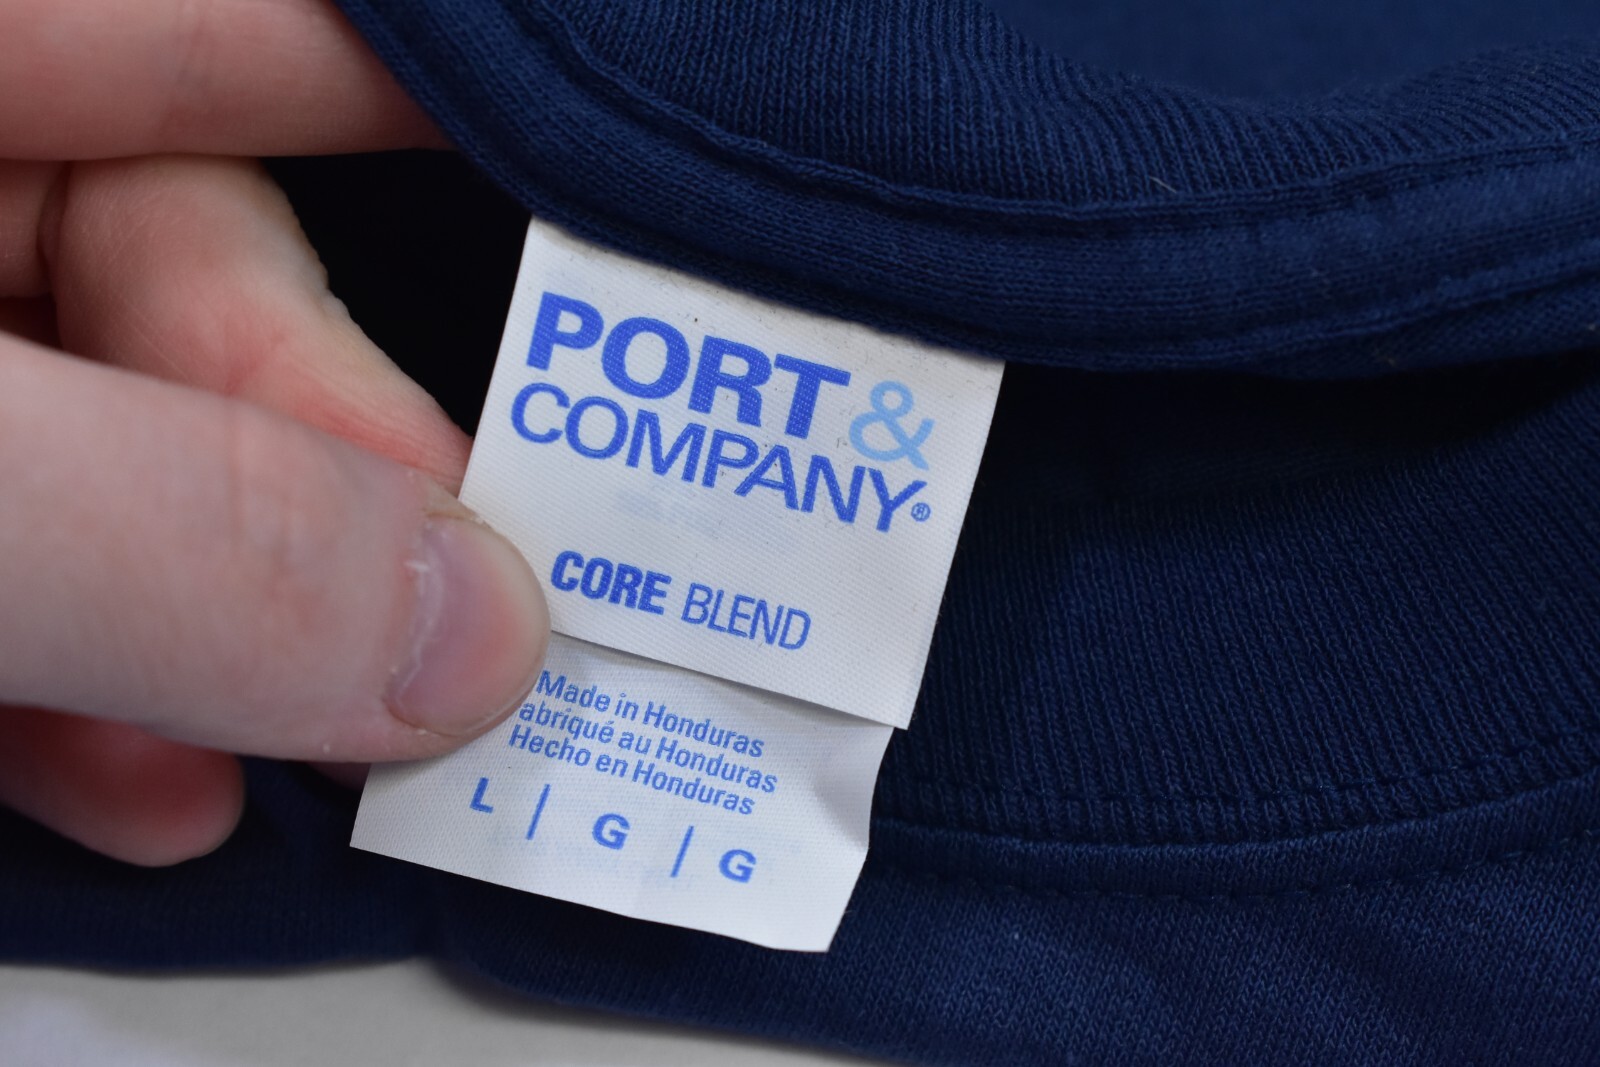 PORT &
COMPANY®
CORE BLEND
Made in Honduras
abriqué au Honduras
Hecho en Honduras
L | G | G